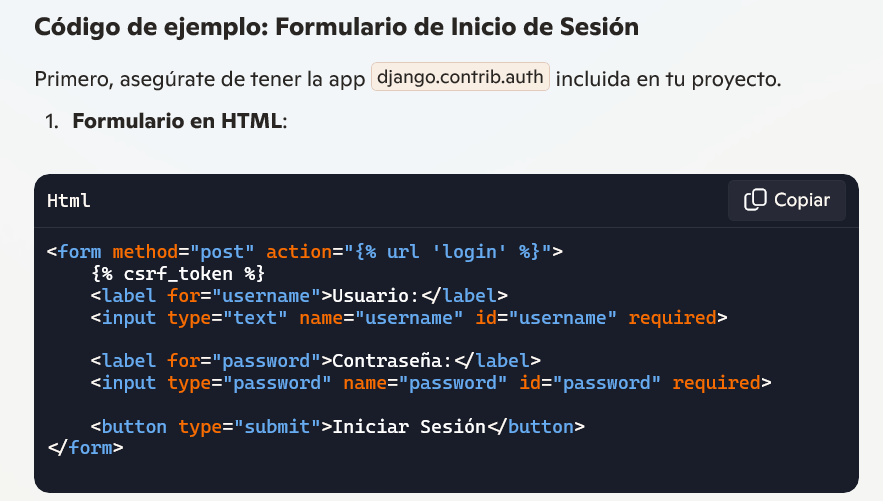 Código de ejemplo: Formulario de Inicio de Sesión
Primero, asegúrate de tener la app django.contrib.auth incluida en tu proyecto.
1. Formulario en HTML:
Html
Copiar
<form method="post" action="{% url 'login' %}">
    {% csrf_token %}
    <label for="username">Usuario:</label>
    <input type="text" name="username" id="username" required>

    <label for="password">Contraseña:</label>
    <input type="password" name="password" id="password" required>

    <button type="submit">Iniciar Sesión</button>
</form>